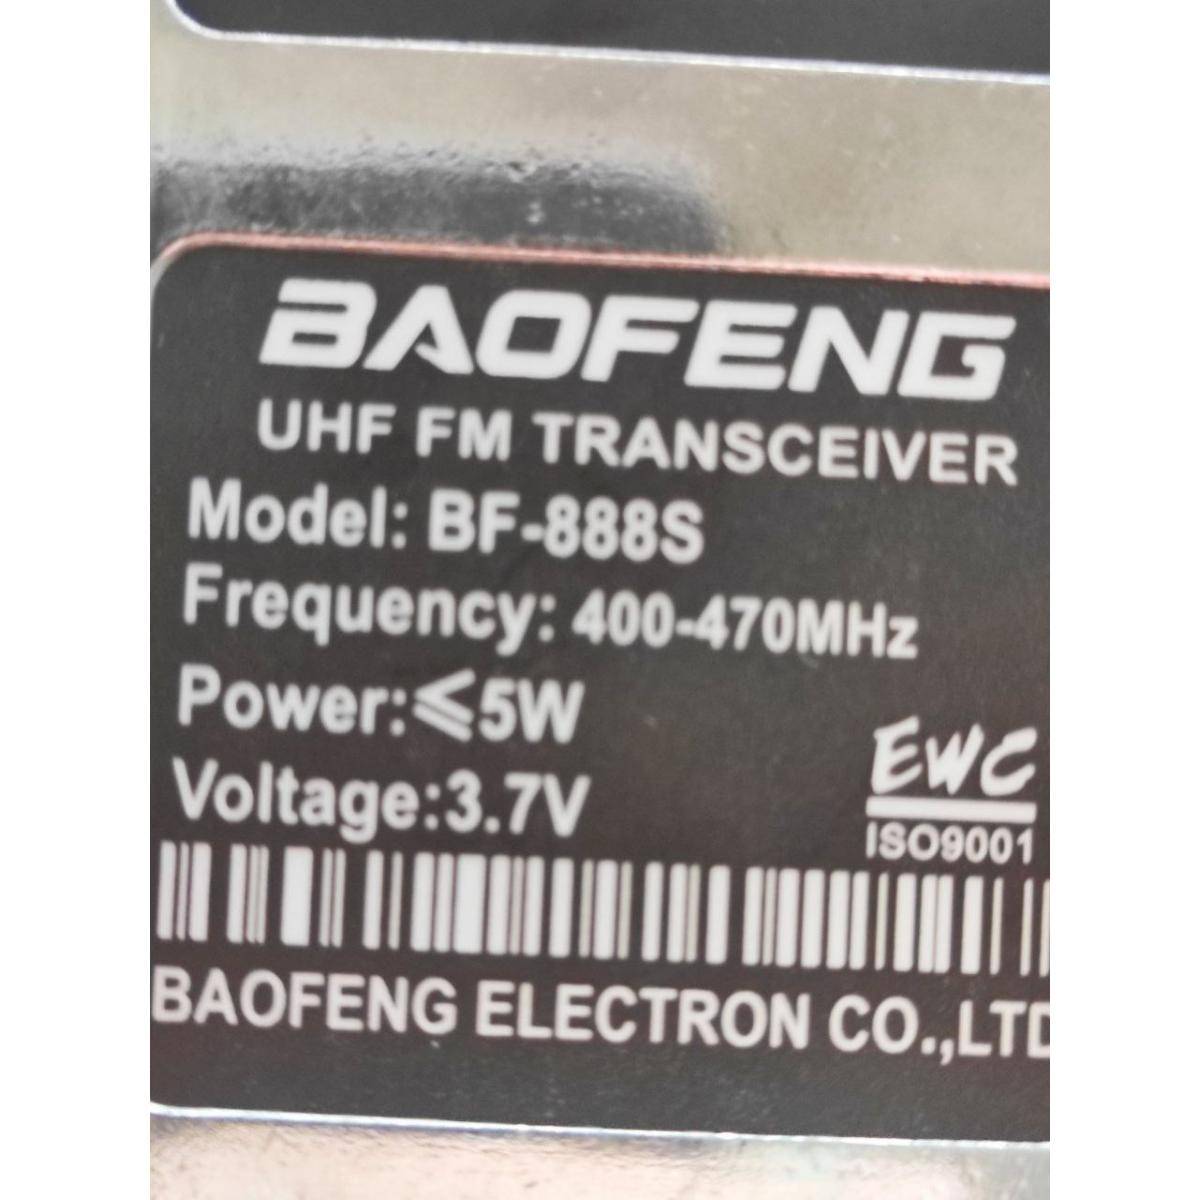 BAOFENG
UHF FM TRANSCEIVER
Model: BF-888S
Frequency: 400-470MHz
Power:⩽5W
Voltage:3.7V
EWC
ISO9001
BAOFENG ELECTRON CO.,LTD